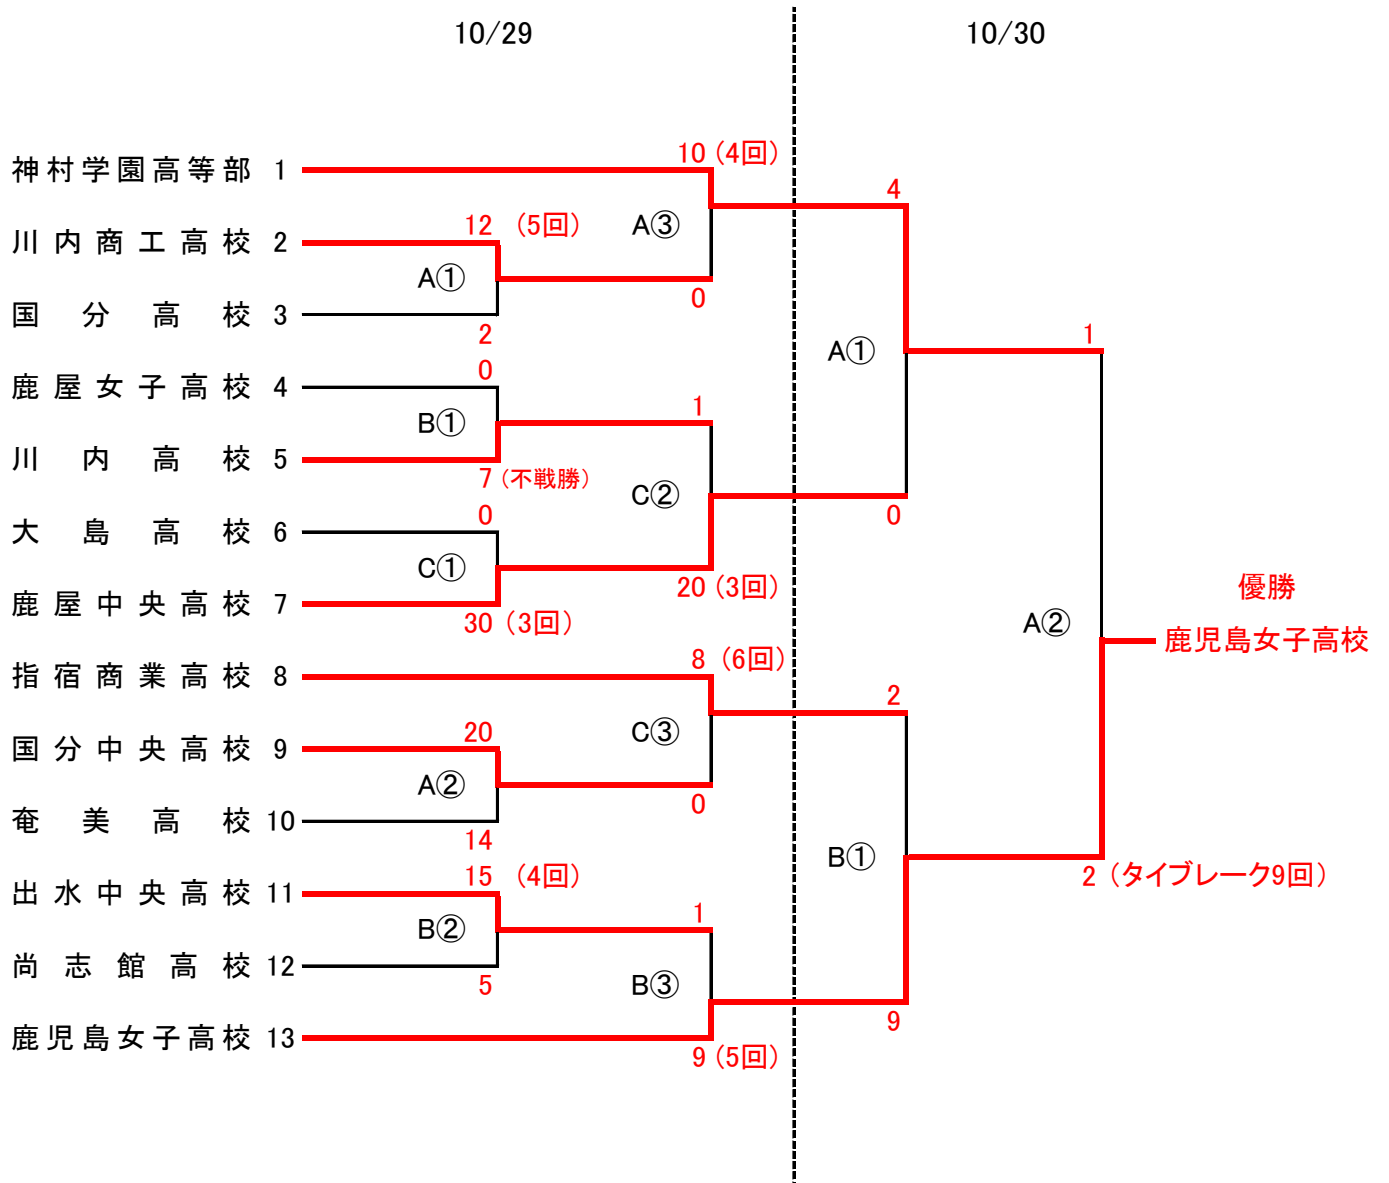 10/29
10/30
10（4回）
神村学園高等部 1
4
12 （5回）
A③
川内商工高校 2
A①
0
国分高校 3
2
1
A①
0
鹿屋女子高校 4
1
B①
川内高校 5
7（不戦勝）
C②
0
0
大島高校 6
C①
20（3回）
優勝
鹿屋中央高校 7
30（3回）
A②
鹿児島女子高校
8（6回）
指宿商業高校 8
2
20
C③
国分中央高校 9
A②
0
奄美高校 10
14
B①
15 （4回）
2（タイブレーク9回）
出水中央高校 11
1
B②
尚志館高校 12
5
B③
9
鹿児島女子高校 13
9（5回）